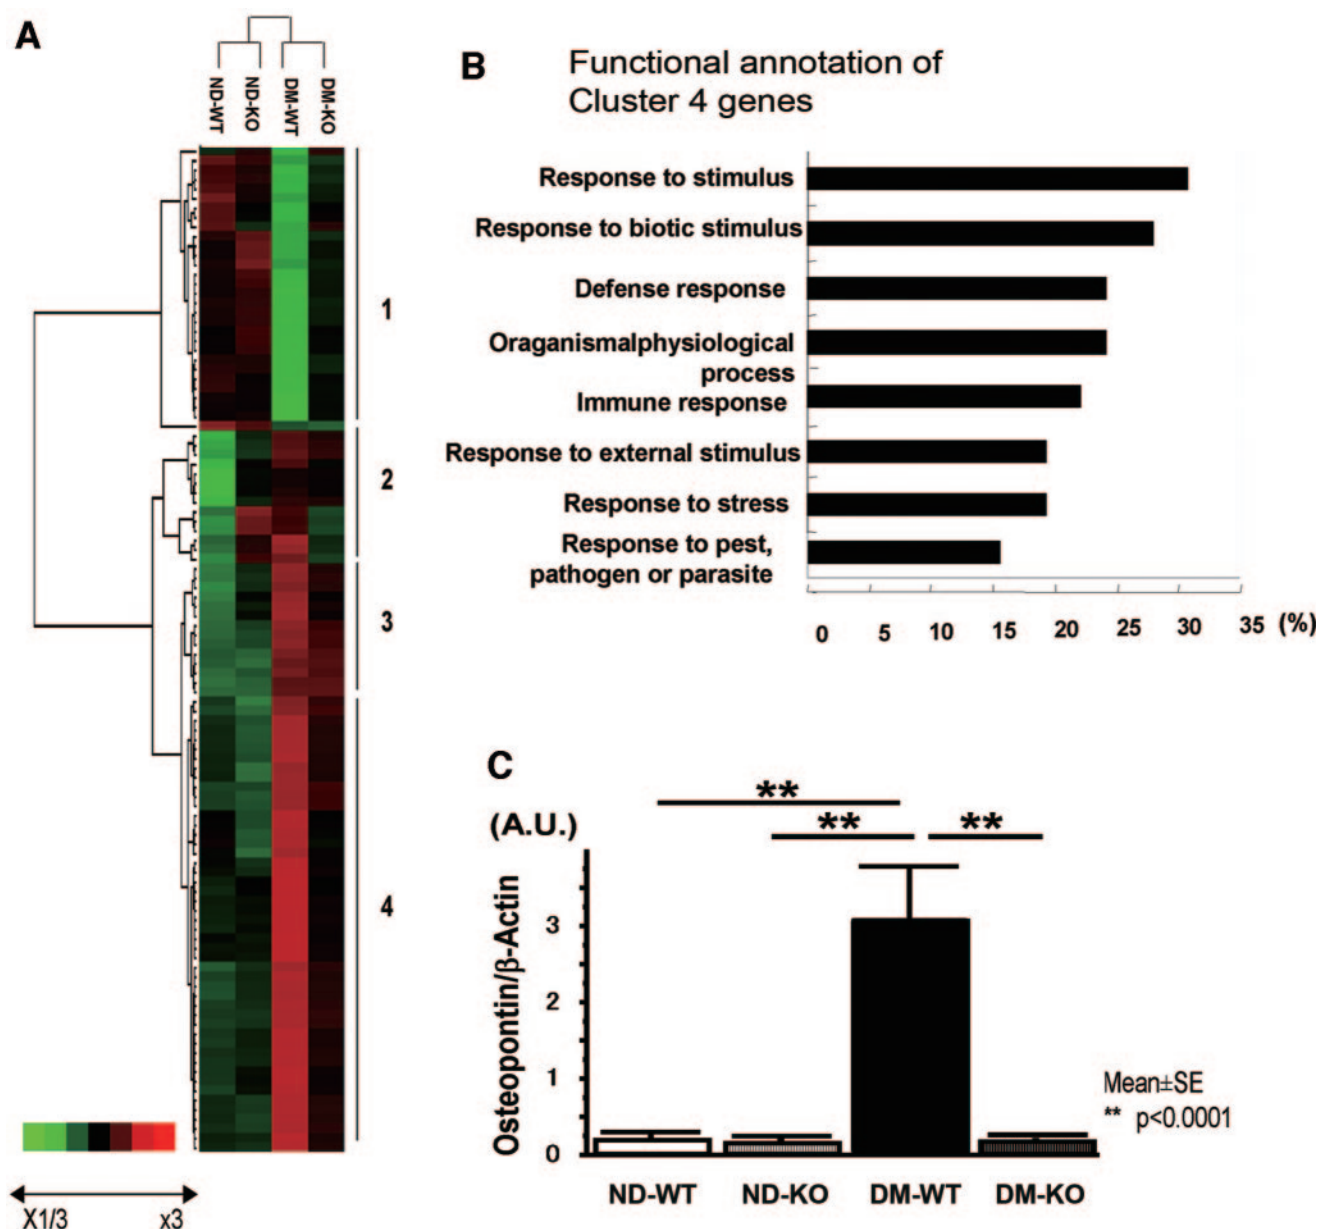 A
ND-WT
ND-KO
DM-WT
DM-KO
1
2
3
4
X1/3 x3
B
Functional annotation of
Cluster 4 genes
Response to stimulus
Response to biotic stimulus
Defense response
Oraganismalphysiological
process
Immune response
Response to external stimulus
Response to stress
Response to pest,
pathogen or parasite
0 5 10 15 20 25 30 35 (%)
C
(A.U.)
** 
** **
Osteopontin/β-Actin
3
2
1
0
ND-WT ND-KO DM-WT DM-KO
Mean±SE
** p<0.0001